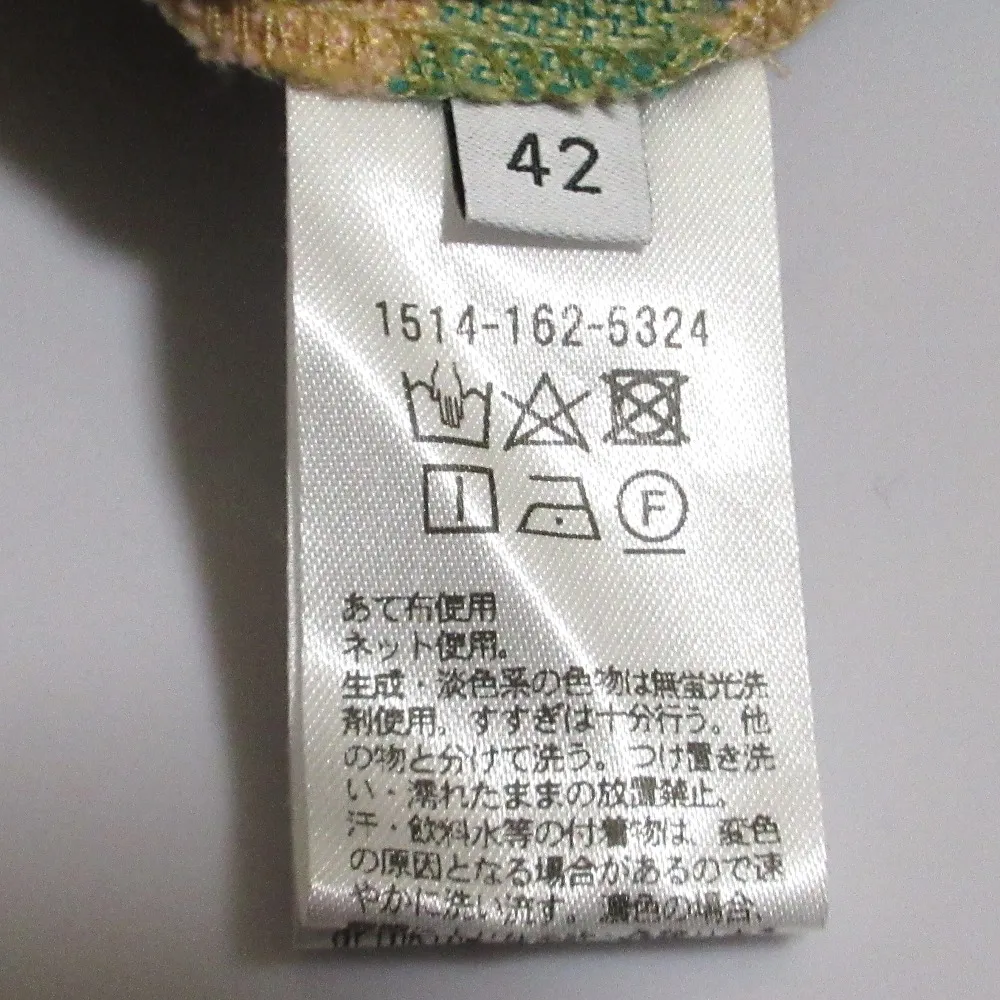 42
1514-162-5324
F
あて布使用
ネット使用。
生成・淡色系の色物は無蛍光洗
剤使用。すすぎは十分行う。他
の物と分けて洗う。つけ置き洗
い・濡れたままの放置禁止。
汗・飲料水等の付着物は、変色
の原因となる場合があるので速
やかに洗い流す。濃色の場合、